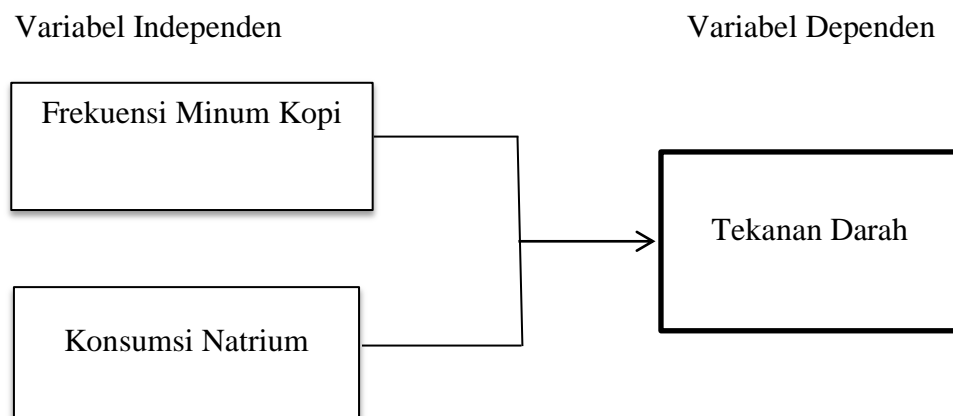 Variabel Independen
Variabel Dependen
Frekuensi Minum Kopi
Tekanan Darah
Konsumsi Natrium